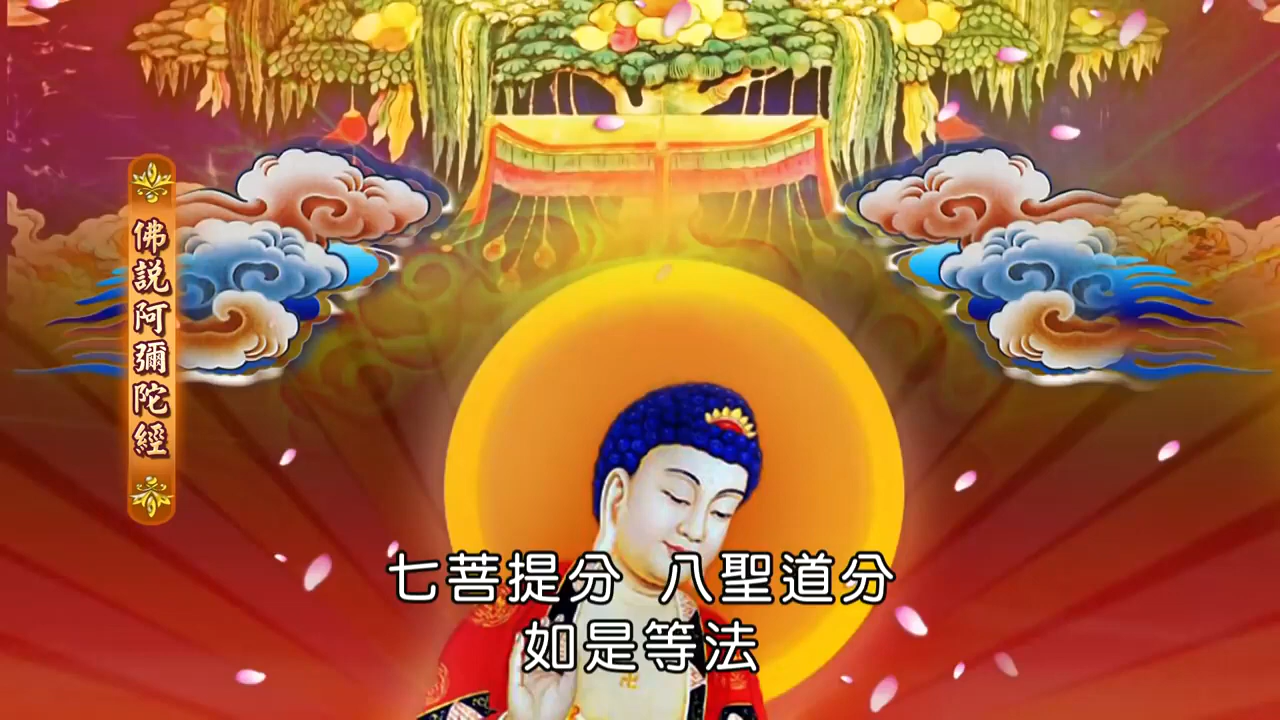 佛說阿彌陀經
七菩提分 八聖道分
如是等法